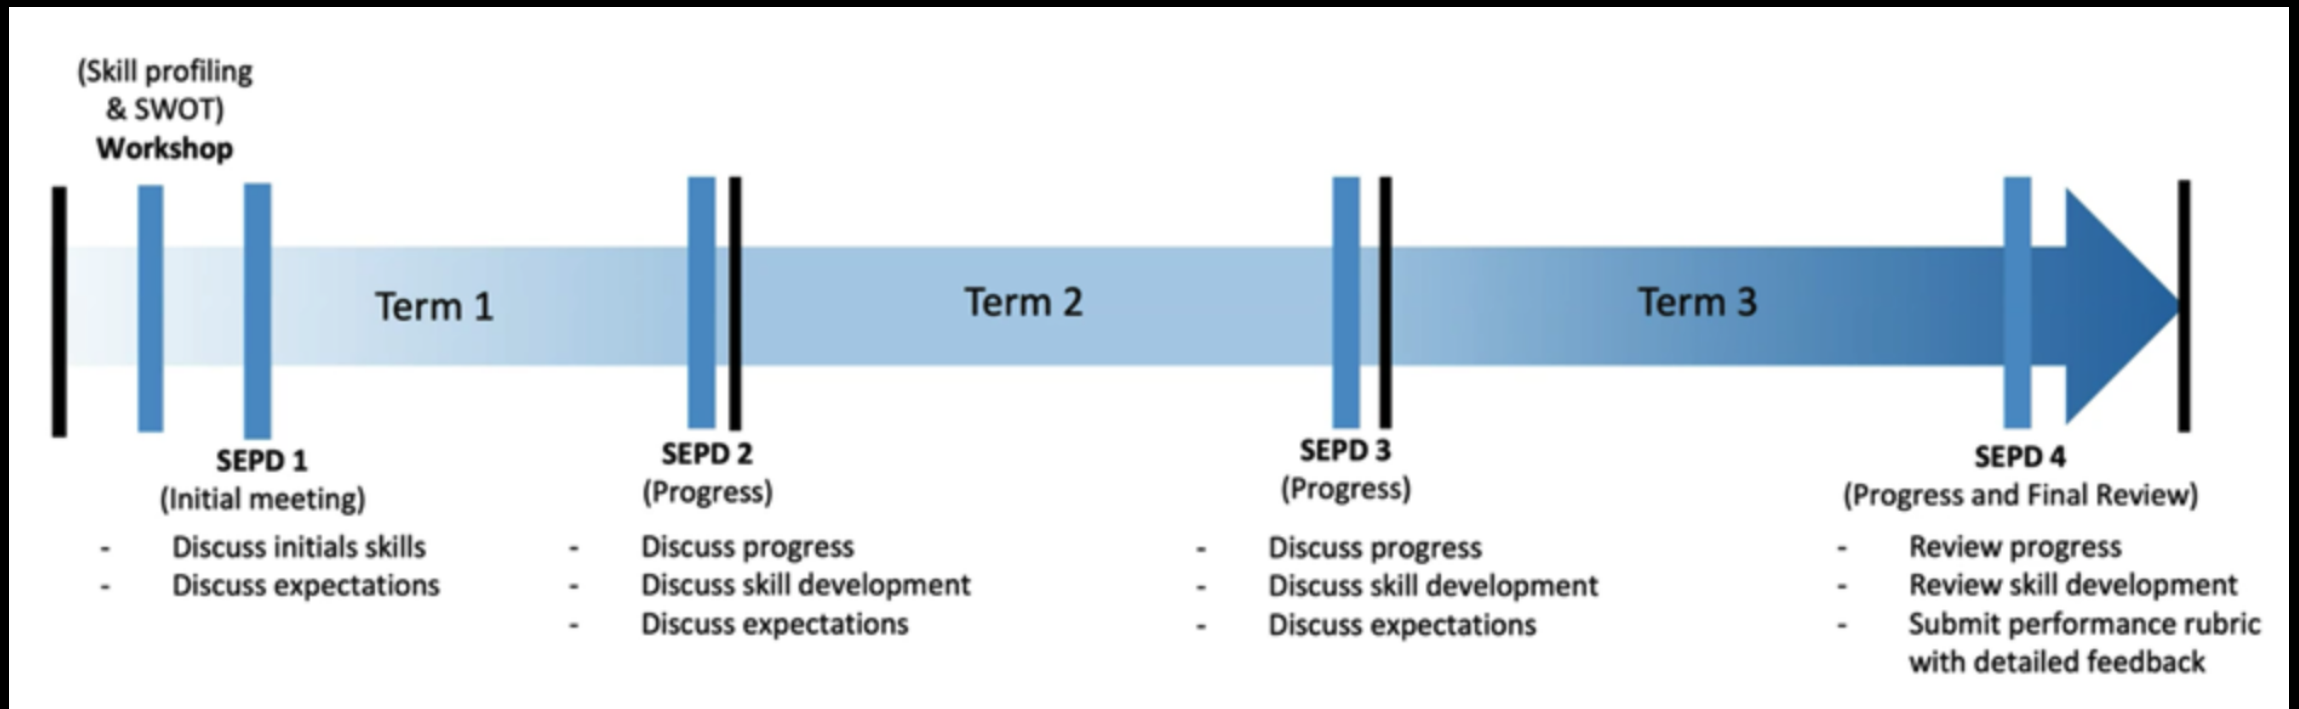 (Skill profiling
& SWOT)
Workshop
Term 1
Term 2
Term 3
SEPD 1
(Initial meeting)
- Discuss initials skills
- Discuss expectations
SEPD 2
(Progress)
- Discuss progress
- Discuss skill development
- Discuss expectations
SEPD 3
(Progress)
- Discuss progress
- Discuss skill development
- Discuss expectations
SEPD 4
(Progress and Final Review)
- Review progress
- Review skill development
- Submit performance rubric
with detailed feedback